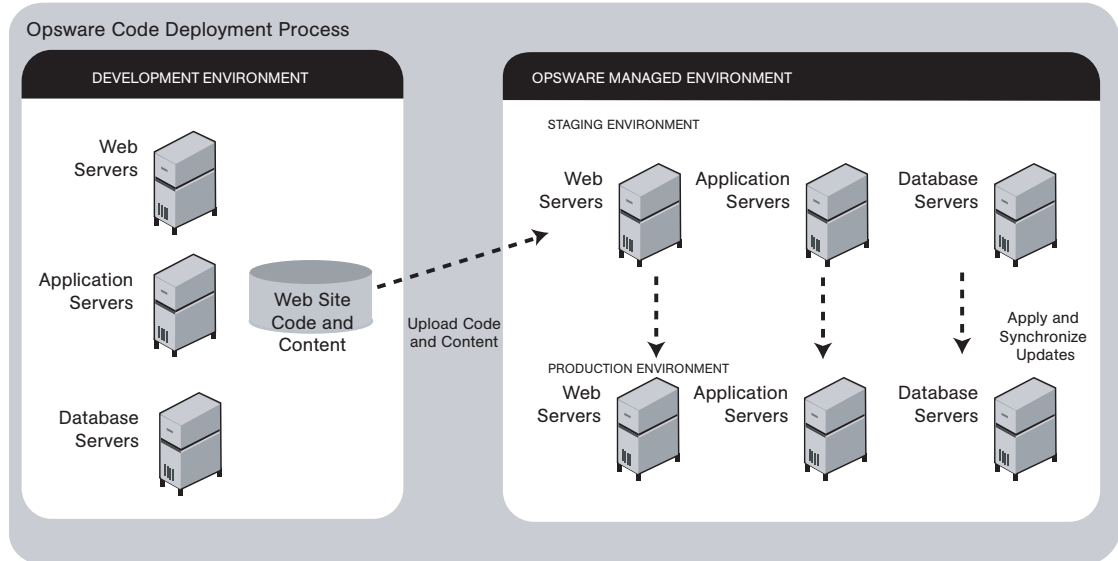 Opsware Code Deployment Process
DEVELOPMENT ENVIRONMENT
Web
Servers
Application
Servers
Web Site
Code and
Content
Database
Servers
Upload Code
and Content
OPSWARE MANAGED ENVIRONMENT
STAGING ENVIRONMENT
Web
Servers
Application
Servers
Database
Servers
Apply and
Synchronize
Updates
PRODUCTION ENVIRONMENT
Web
Servers
Application
Servers
Database
Servers